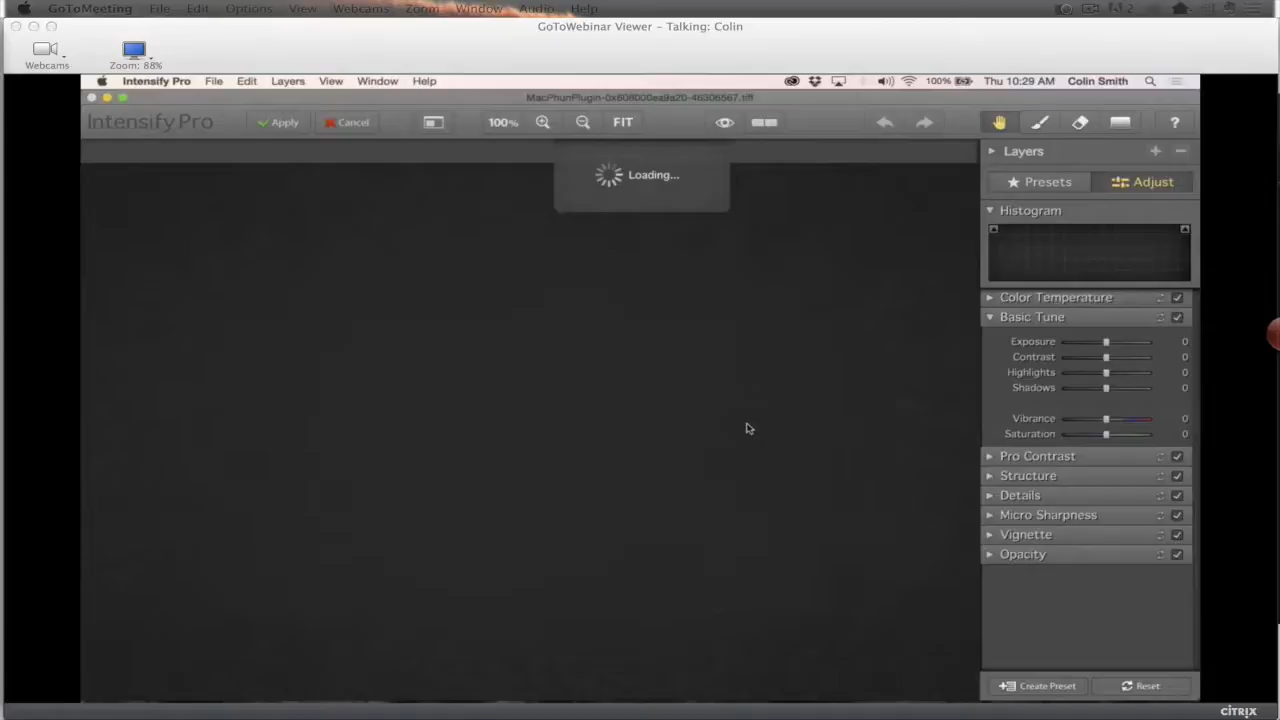 GoToMeeting File Edit Options View Webcams Zoom Window Audio Help 2
GoToWebinar Viewer - Talking: Colin
Webcams
Zoom: 88%
Intensify Pro File Edit Layers View Window Help 100% Thu 10:29 AM Colin Smith
Intensify Pro Apply Cancel 100% FIT ?
Loading...
Layers
Presets Adjust
Histogram
Color Temperature
Basic Tune
Exposure 0
Contrast 0
Highlights 0
Shadows 0
Vibrance 0
Saturation 0
Pro Contrast
Structure
Details
Micro Sharpness
Vignette
Opacity
Create Preset Reset
CITRIX